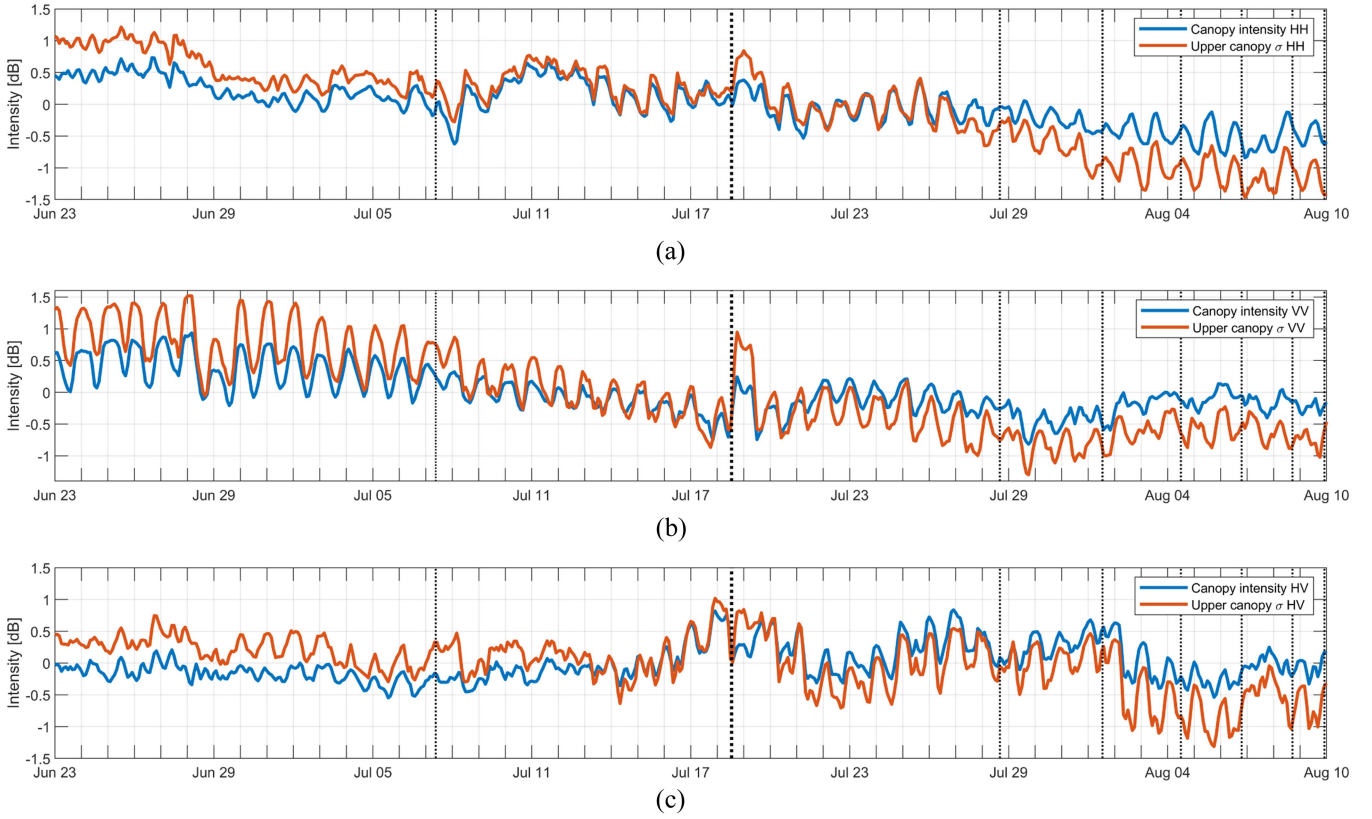 1.5
1
0.5
0
-0.5
-1
-1.5
Intensity [dB]
Canopy intensity HH
Upper canopy σ HH
Jun 23 Jun 29 Jul 05 Jul 11 Jul 17 Jul 23 Jul 29 Aug 04 Aug 10
(a)
1.5
1
0.5
0
-0.5
-1
Intensity [dB]
Canopy intensity VV
Upper canopy σ VV
Jun 23 Jun 29 Jul 05 Jul 11 Jul 17 Jul 23 Jul 29 Aug 04 Aug 10
(b)
1.5
1
0.5
0
-0.5
-1
-1.5
Intensity [dB]
Canopy intensity HV
Upper canopy σ HV
Jun 23 Jun 29 Jul 05 Jul 11 Jul 17 Jul 23 Jul 29 Aug 04 Aug 10
(c)